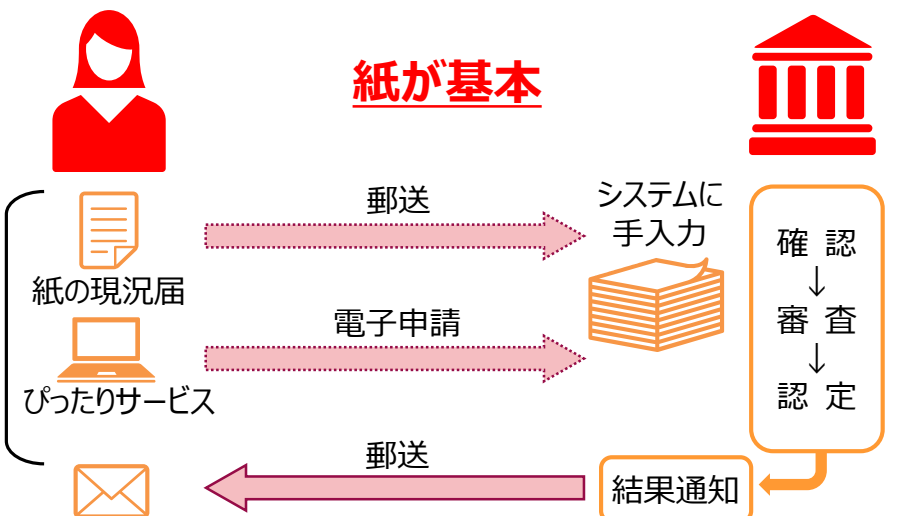 紙が基本
郵送
システムに
手入力
紙の現況届
電子申請
ぴったりサービス
確 認
↓
審 査
↓
認 定
郵送
結果通知